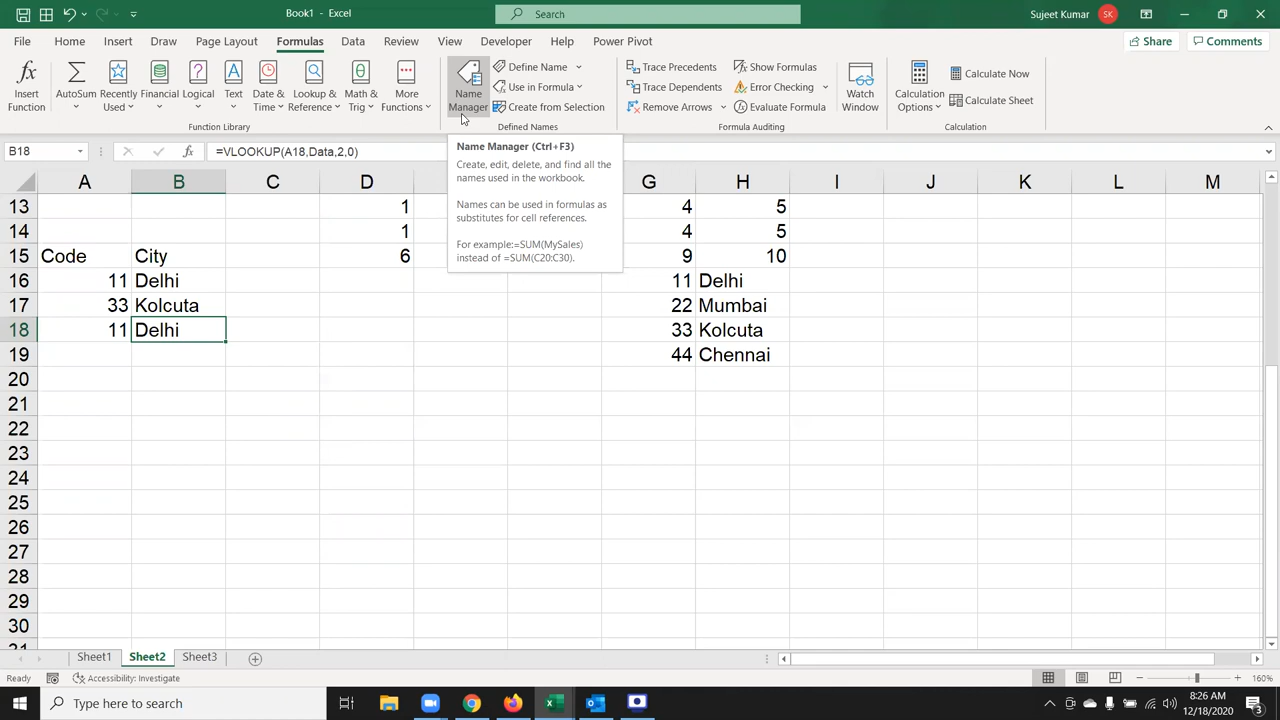 Book1 - Excel
Search
Sujeet Kumar
SK
File Home Insert Draw Page Layout Formulas Data Review View Developer Help Power Pivot
Share Comments
Insert Function
AutoSum
Recently Used
Financial
Logical
Text
Date & Time
Lookup & Reference
Math & Trig
More Functions
Function Library
Name Manager
Define Name
Use in Formula
Create from Selection
Defined Names
Trace Precedents
Trace Dependents
Remove Arrows
Show Formulas
Error Checking
Evaluate Formula
Formula Auditing
Watch Window
Calculation Options
Calculate Now
Calculate Sheet
Calculation
B18 fx =VLOOKUP(A18,Data,2,0)
Name Manager (Ctrl+F3)
Create, edit, delete, and find all the
names used in the workbook.
Names can be used in formulas as
substitutes for cell references.
For example:=SUM(MySales)
instead of =SUM(C20:C30).
A B C D G H I J K L M
13 1 4 5
14 1 4 5
15 Code City 6 9 10
16 11 Delhi 11 Delhi
17 33 Kolcuta 22 Mumbai
18 11 Delhi 33 Kolcuta
19 44 Chennai
20
21
22
23
24
25
26
27
28
29
30
Sheet1 Sheet2 Sheet3
Ready Accessibility: Investigate 160%
Type here to search
8:26 AM
12/18/2020
3